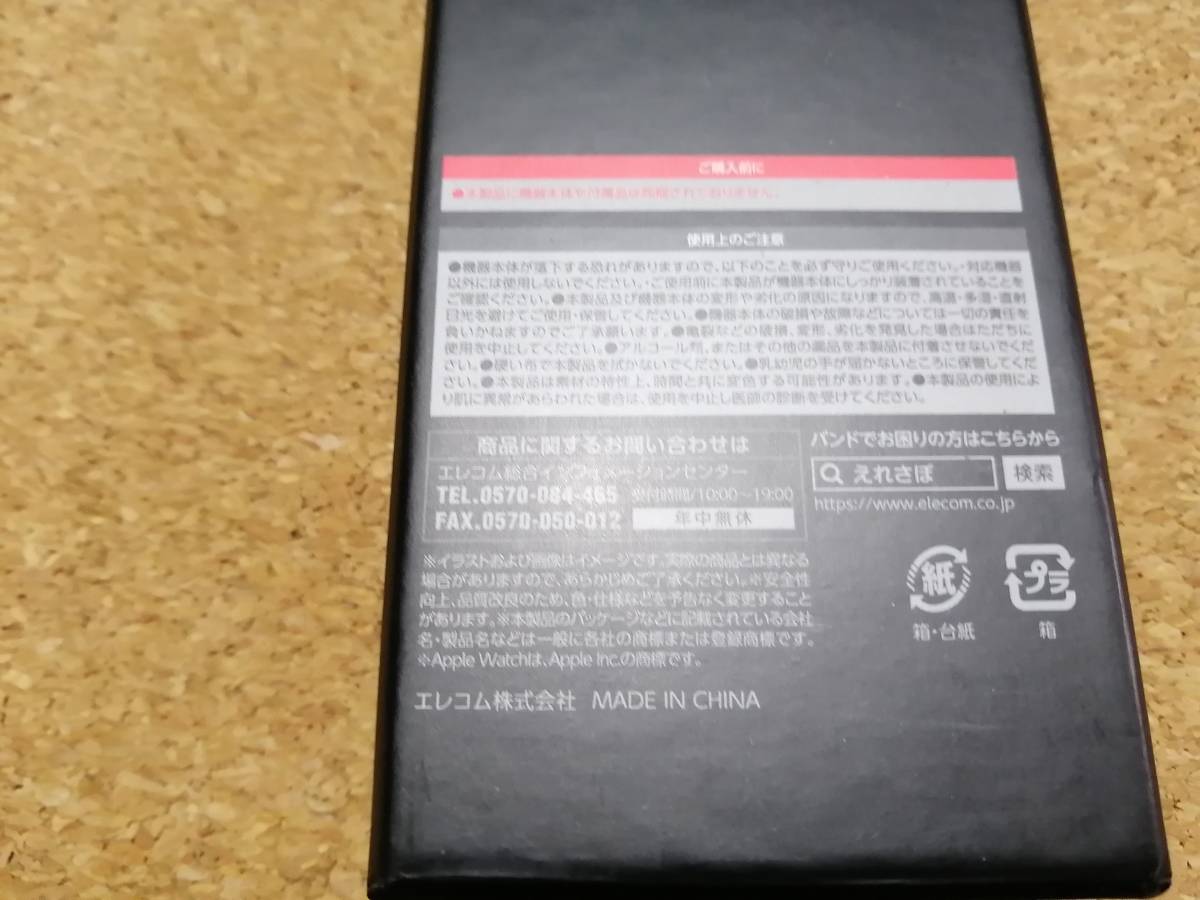 ご購入前に
●本製品に機器本体や付属品は同梱されておりません。
使用上のご注意
●機器本体が落下する恐れがありますので、以下のことを必ず守りご使用ください。・対応機器
以外には使用しないでください。・ご使用前に本製品が機器本体にしっかり装着されていることを
ご確認ください。●本製品及び機器本体の変形や劣化の原因になりますので、高温・多湿・直射
日光を避けてご使用・保管してください。●機器本体の破損や故障などについては一切の責任を
負いかねますのでご了承願います。●亀裂などの破損、変形、劣化を発見した場合はただちに
使用を中止してください。●アルコール類、またはその他の薬品を本製品に付着させないでくだ
さい。●硬い布で本製品を拭かないでください。●乳幼児の手が届かないところに保管してくだ
さい。●本製品は素材の特性上、時間と共に変色する可能性があります。●本製品の使用によ
り肌に異常があらわれた場合は、使用を中止し医師の診断を受けてください。
商品に関するお問い合わせは
エレコム総合インフォメーションセンター
TEL.0570-084-465 受付時間/10:00～19:00
FAX.0570-050-012 年中無休
バンドでお困りの方はこちらから
えれさぽ 検索
https://www.elecom.co.jp
※イラストおよび画像はイメージです。実際の商品とは異なる
場合がありますので、あらかじめご了承ください。※安全性
向上、品質改良のため、色・仕様などを予告なく変更すること
があります。※本製品のパッケージなどに記載されている会社
名・製品名などは一般に各社の商標または登録商標です。
※Apple Watchは、Apple Inc.の商標です。
紙
箱・台紙
プラ
箱
エレコム株式会社 MADE IN CHINA